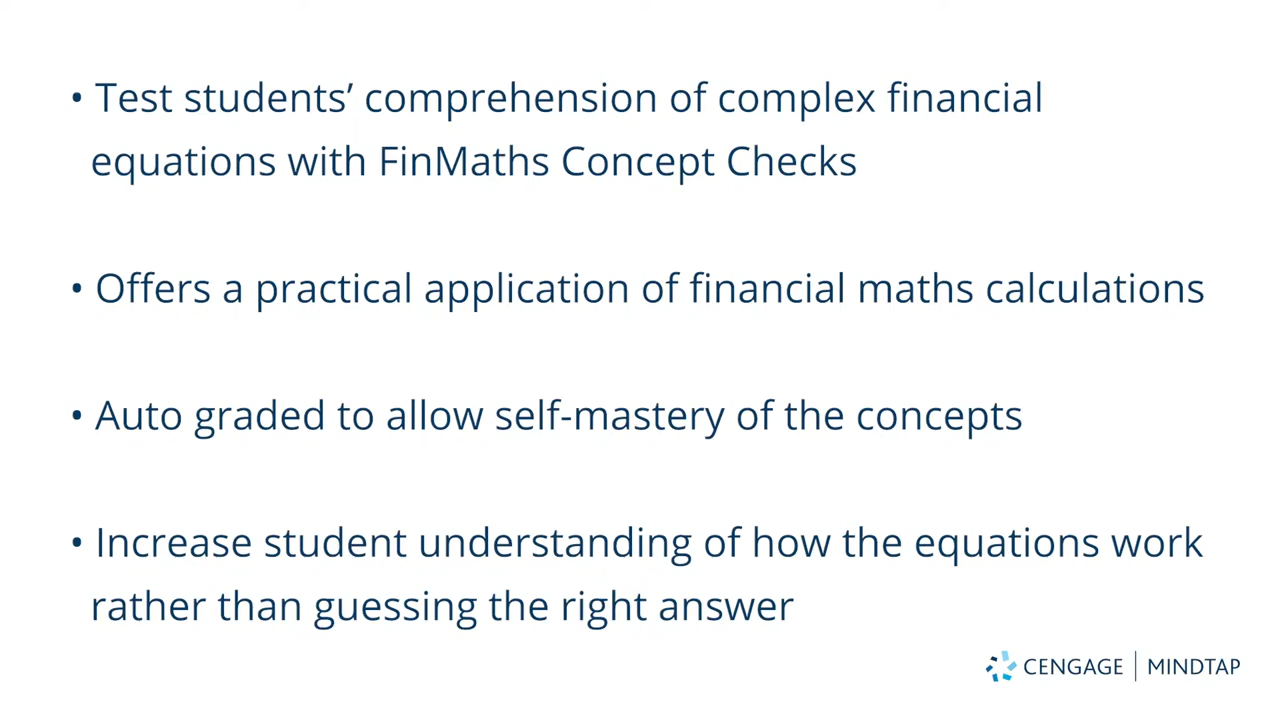 • Test students’ comprehension of complex financial
equations with FinMaths Concept Checks
• Offers a practical application of financial maths calculations
• Auto graded to allow self-mastery of the concepts
• Increase student understanding of how the equations work
rather than guessing the right answer
CENGAGE | MINDTAP